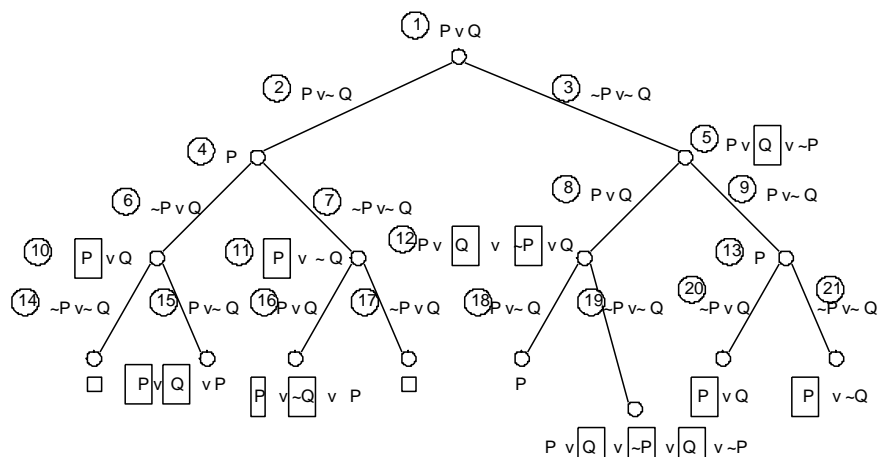 1 P v Q
2 P v~ Q
3 ~P v~ Q
4 P
5 P v Q v ~P
6 ~P v Q
7 ~P v~ Q
8 P v Q
9 P v~ Q
10 P v Q
11 P v ~ Q
12 P v Q v ~P v Q
13 P
14 ~P v~ Q
15 P v~ Q
16 P v Q
17 ~P v Q
18 P v~ Q
19 ~P v~ Q
20 ~P v Q
21 ~P v~ Q
P v Q v P
P v ~Q v P
P
P v Q
P v ~Q
P v Q v ~P v Q v ~P